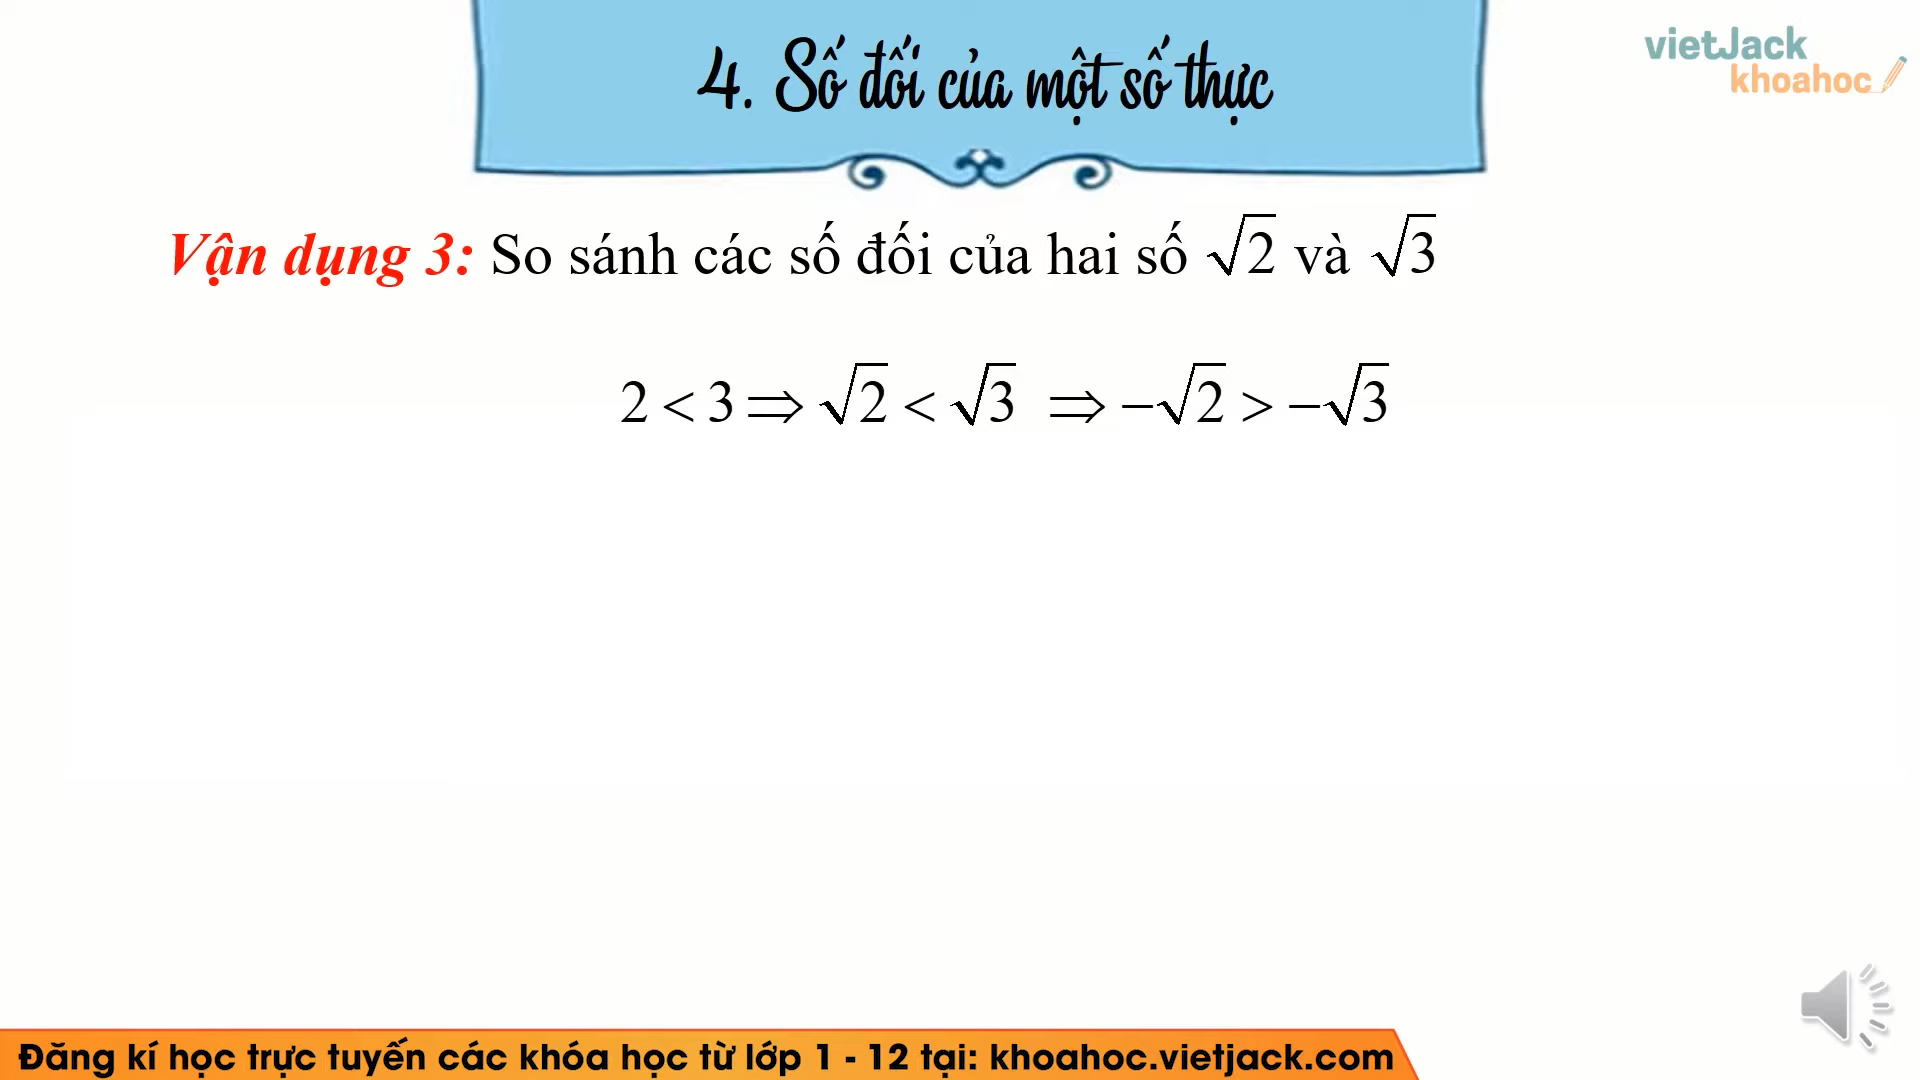 4. Số đối của một số thực
vietJack
khoahoc
Vận dụng 3: So sánh các số đối của hai số √2 và √3
2 < 3 ⇒ √2 < √3 ⇒ −√2 > −√3
Đăng kí học trực tuyến các khóa học từ lớp 1 - 12 tại: khoahoc.vietjack.com